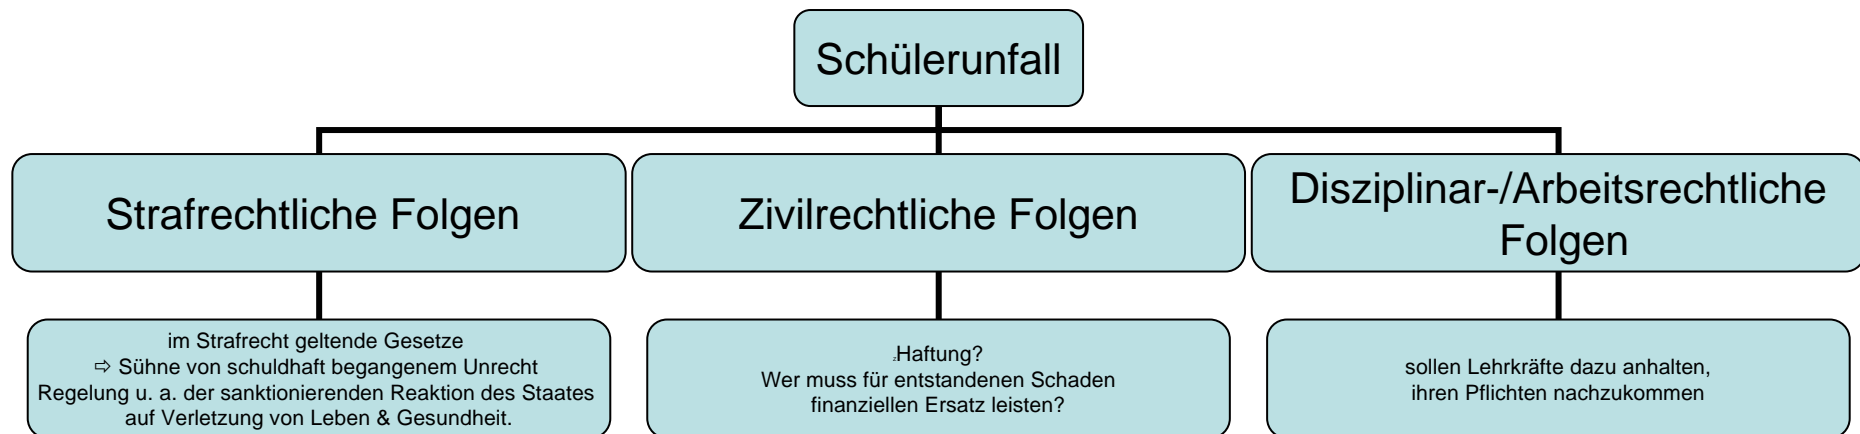 Schülerunfall
Strafrechtliche Folgen
Zivilrechtliche Folgen
Disziplinar-/Arbeitsrechtliche
Folgen
im Strafrecht geltende Gesetze
⇨ Sühne von schuldhaft begangenem Unrecht
Regelung u. a. der sanktionierenden Reaktion des Staates
auf Verletzung von Leben & Gesundheit.
Haftung?
Wer muss für entstandenen Schaden
finanziellen Ersatz leisten?
sollen Lehrkräfte dazu anhalten,
ihren Pflichten nachzukommen